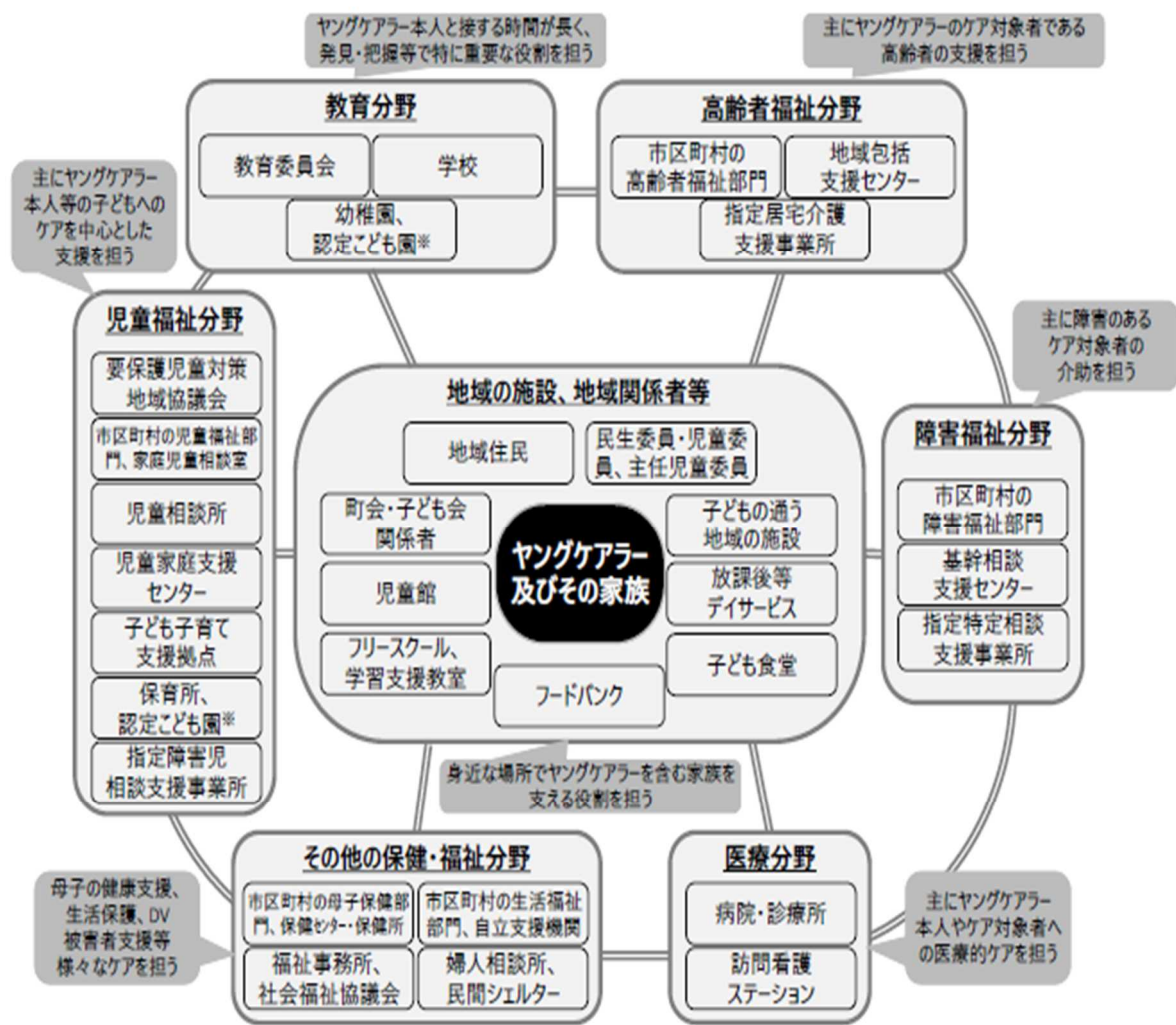 ヤングケアラー本人と接する時間が長く、
発見・把握等で特に重要な役割を担う
主にヤングケアラーのケア対象者である
高齢者の支援を担う
教育分野
教育委員会
学校
幼稚園、
認定こども園※
高齢者福祉分野
市区町村の
高齢者福祉部門
地域包括
支援センター
指定居宅介護
支援事業所
主にヤングケアラー
本人等の子どもへの
ケアを中心とした
支援を担う
児童福祉分野
要保護児童対策
地域協議会
市区町村の児童福祉部
門、家庭児童相談室
児童相談所
児童家庭支援
センター
子ども子育て
支援拠点
保育所、
認定こども園※
指定障害児
相談支援事業所
地域の施設、地域関係者等
地域住民
民生委員・児童委
員、主任児童委員
町会・子ども会
関係者
児童館
フリースクール、
学習支援教室
ヤングケアラー
及びその家族
子どもの通う
地域の施設
放課後等
デイサービス
子ども食堂
フードバンク
身近な場所でヤングケアラーを含む家族を
支える役割を担う
主に障害のある
ケア対象者の
介助を担う
障害福祉分野
市区町村の
障害福祉部門
基幹相談
支援センター
指定特定相談
支援事業所
その他の保健・福祉分野
市区町村の母子保健部
門、保健センター・保健所
市区町村の生活福祉
部門、自立支援機関
福祉事務所、
社会福祉協議会
婦人相談所、
民間シェルター
母子の健康支援、
生活保護、DV
被害者支援等
様々なケアを担う
医療分野
病院・診療所
訪問看護
ステーション
主にヤングケアラー
本人やケア対象者へ
の医療的ケアを担う